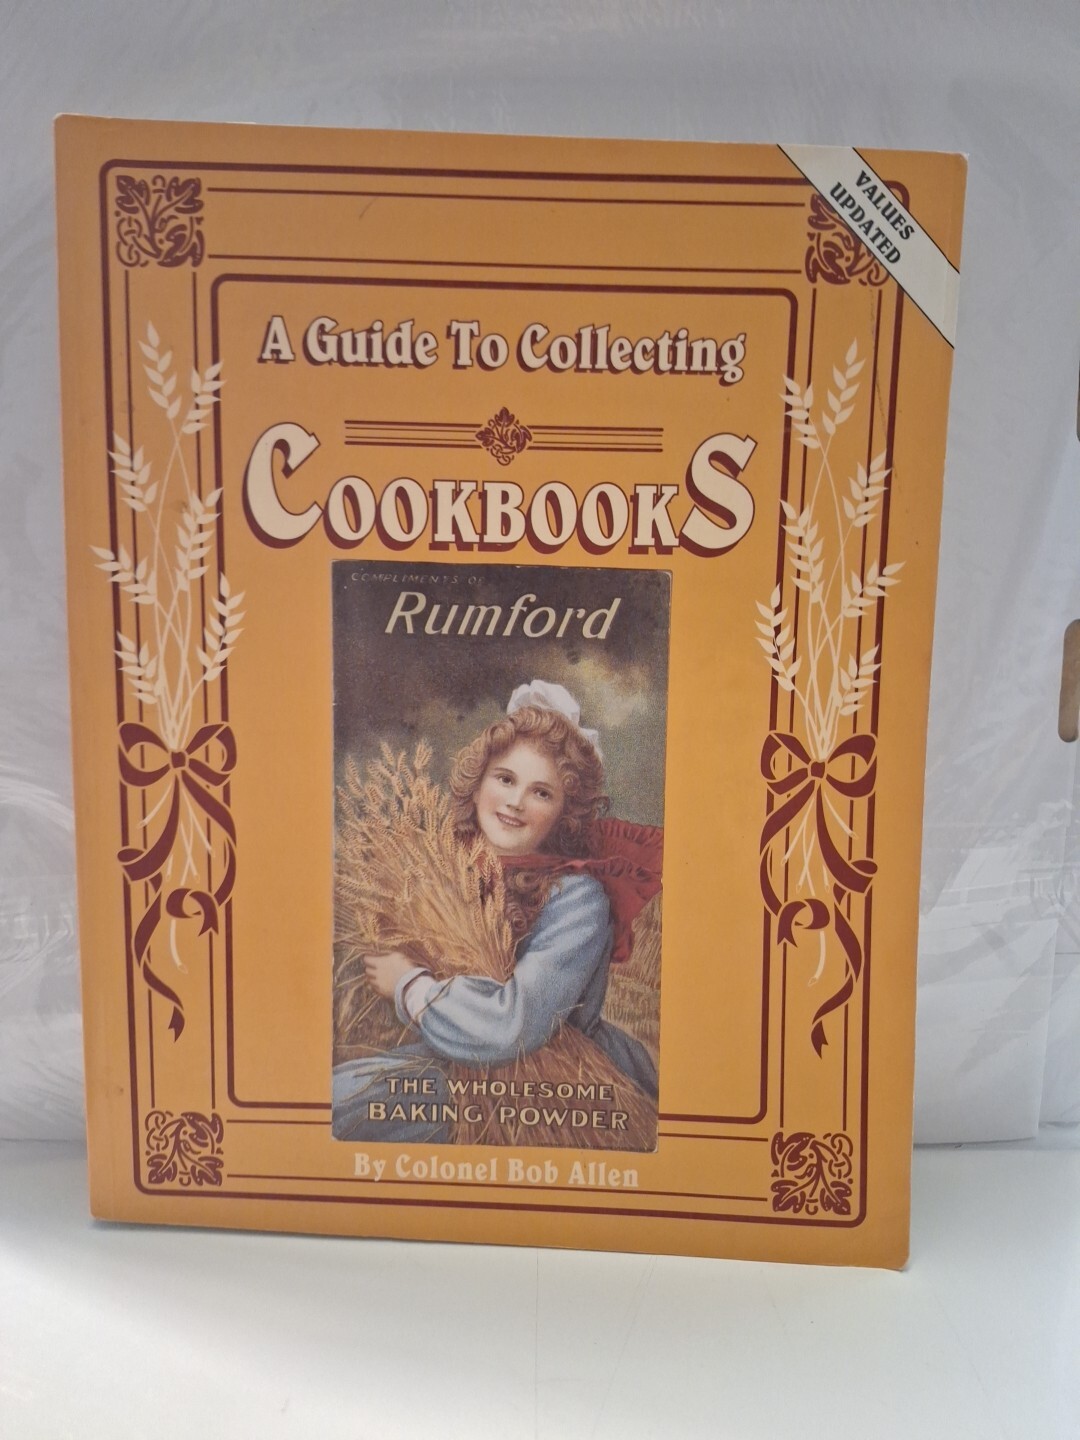 VALUES
UPDATED
A Guide To Collecting
COOKBOOKS
COMPLIMENTS OF
Rumford
THE WHOLESOME
BAKING POWDER
By Colonel Bob Allen